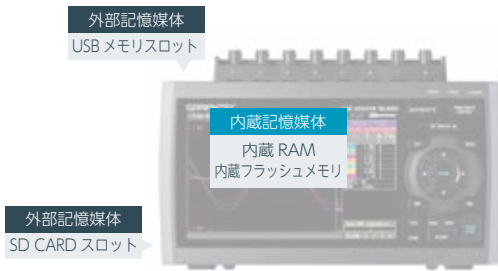 外部記憶媒体
USB メモリスロット
内蔵記憶媒体
内蔵 RAM
内蔵フラッシュメモリ
外部記憶媒体
SD CARD スロット